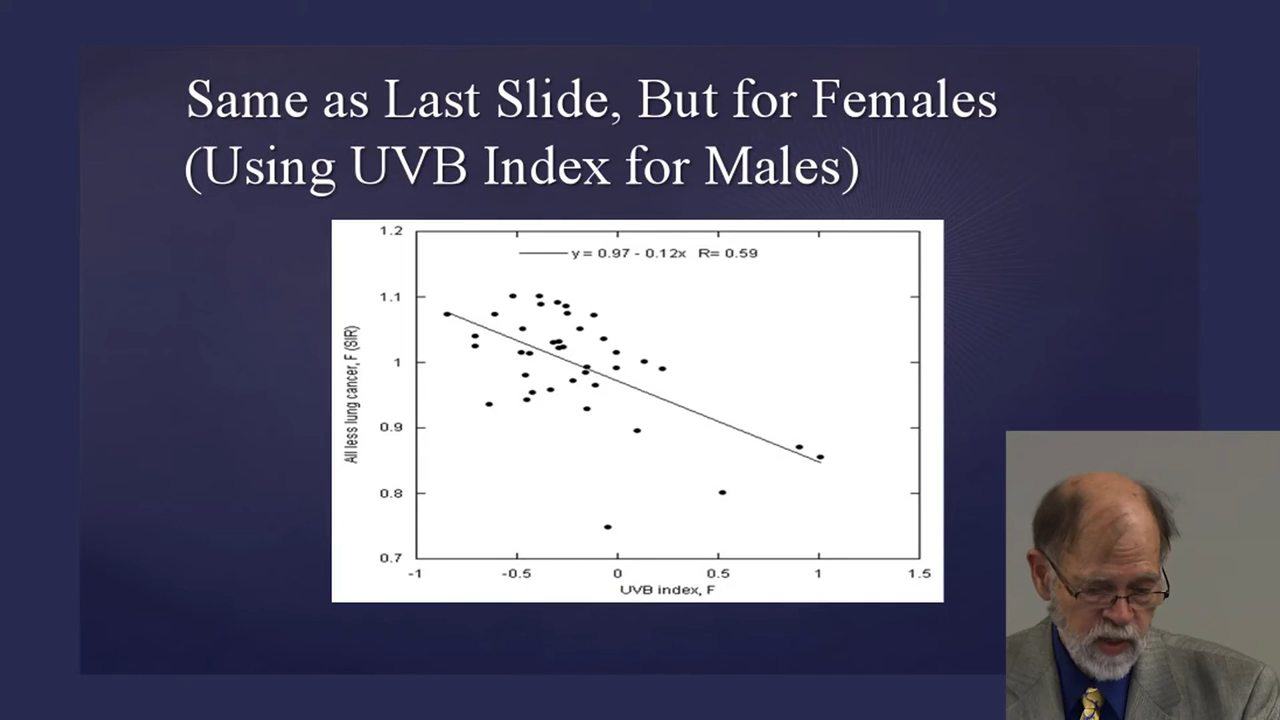 Same as Last Slide, But for Females
(Using UVB Index for Males)
1.2
1.1
1
0.9
0.8
0.7
y = 0.97 - 0.12x R= 0.59
All less lung cancer, F (SIR)
-1
-0.5
0
0.5
1
1.5
UVB index, F